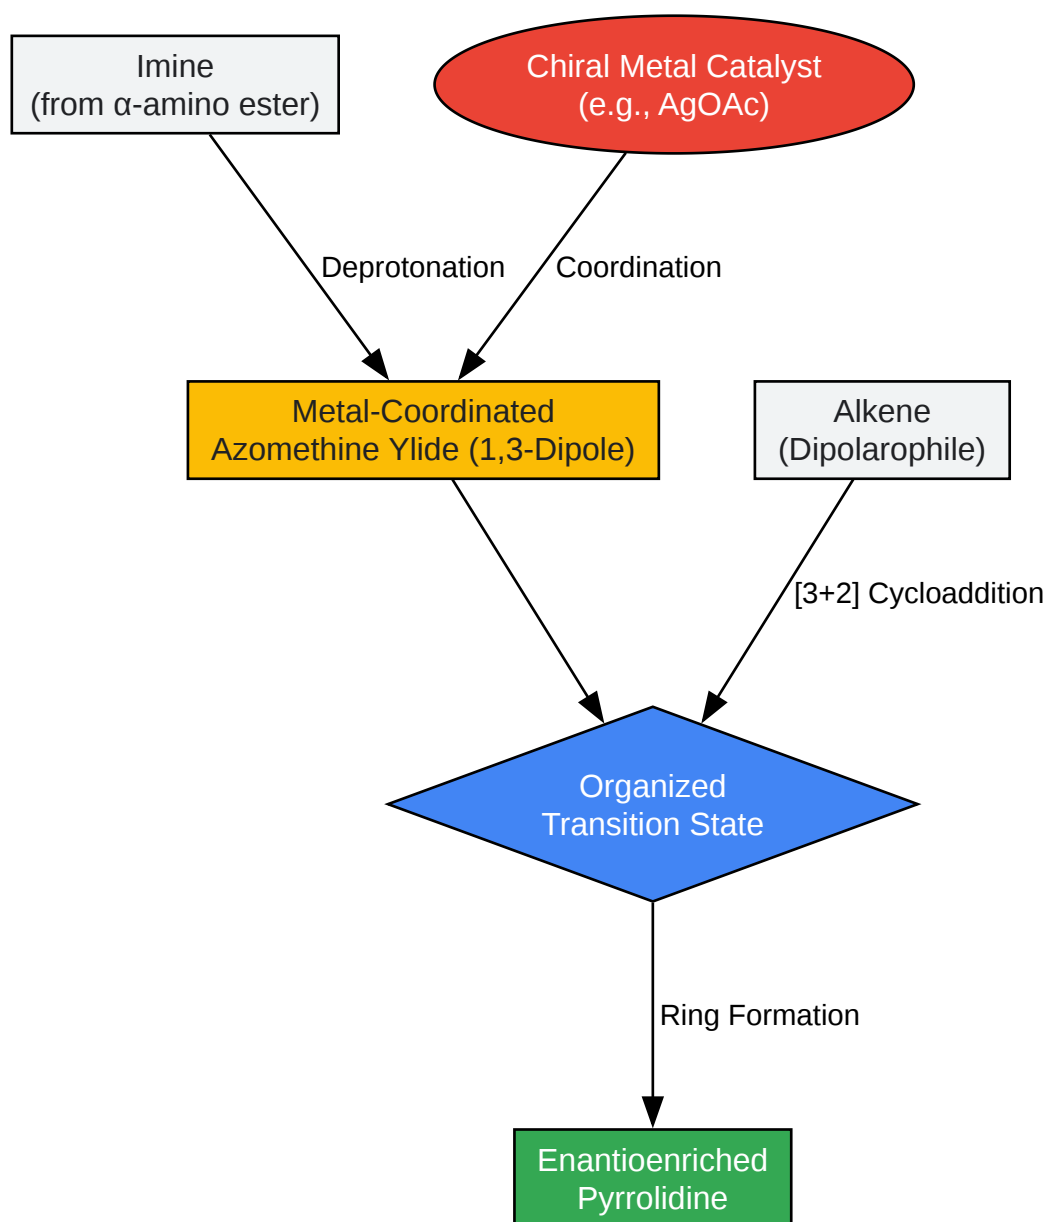 Imine
(from α-amino ester)
Chiral Metal Catalyst
(e.g., AgOAc)
Deprotonation
Coordination
Metal-Coordinated
Azomethine Ylide (1,3-Dipole)
Alkene
(Dipolarophile)
[3+2] Cycloaddition
Organized
Transition State
Ring Formation
Enantioenriched
Pyrrolidine